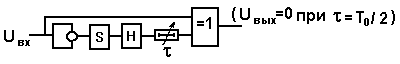 U вх
S
H
τ
=1
( U вых=0 при τ = T₀/ 2 )